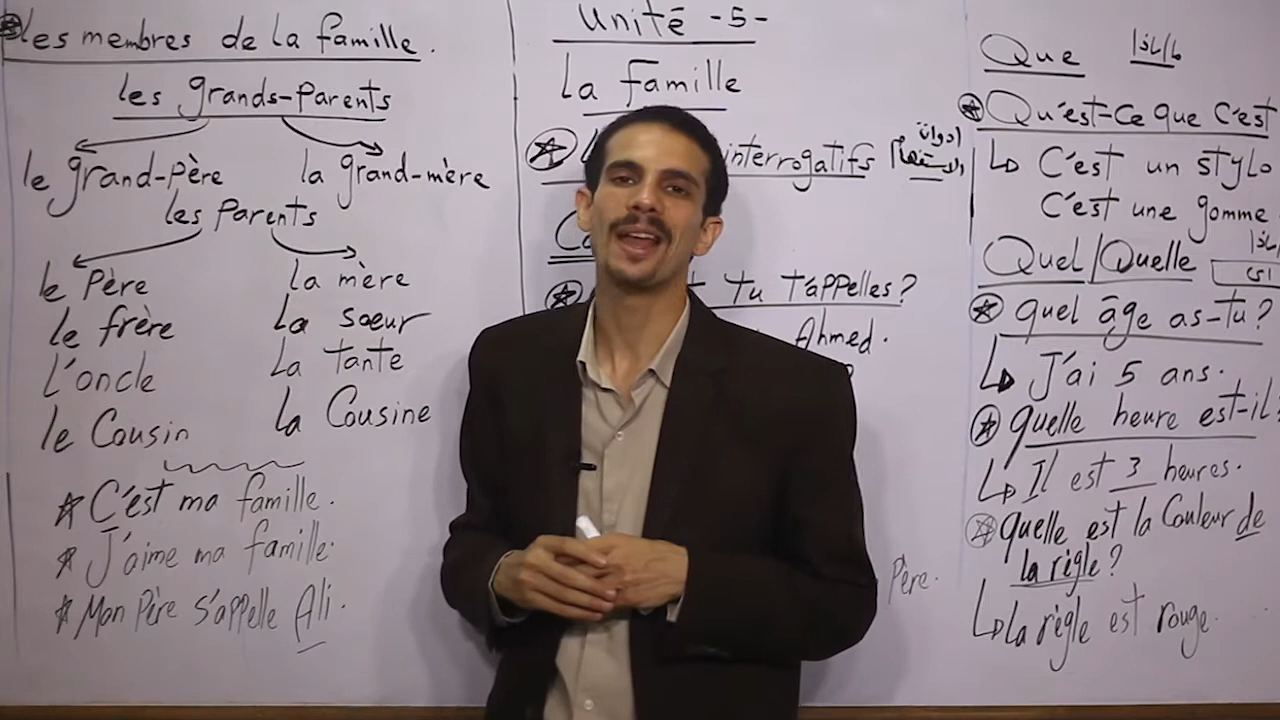 les membres de la famille.
les grands-parents
le grand-père
la grand-mère
les parents
le père
la mère
le frère
la sœur
l'oncle
la tante
le Cousin
la Cousine
C'est ma famille.
J'aime ma famille.
Mon père s'appelle Ali.
Unité -5-
La famille
interrogatifs ادوات الاستفهام
tu t'appelles?
Ahmed.
Père.
Que ماذا/ما
Qu'est-ce que c'est
C'est un stylo
C'est une gomme
Quel/Quelle
quel âge as-tu?
J'ai 5 ans.
quelle heure est-il?
Il est 3 heures.
quelle est la Couleur de
la règle?
La règle est rouge.